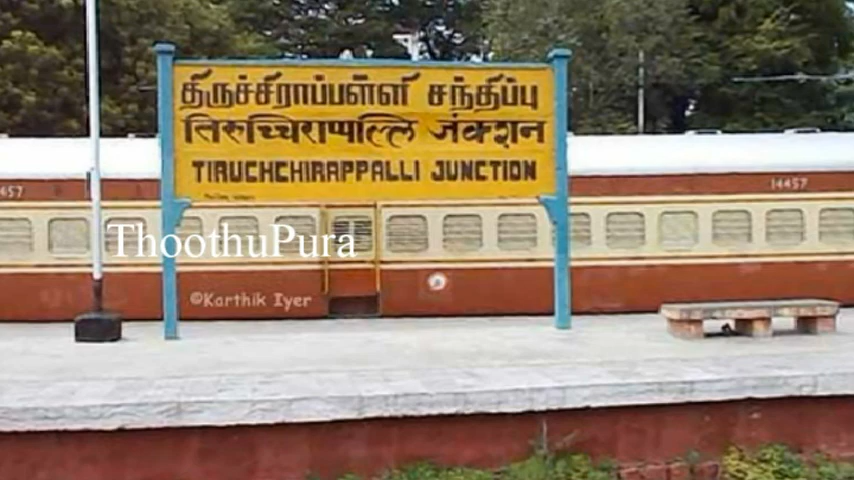 திருச்சிராப்பள்ளி சந்திப்பு
तिरुच्चिराप्पल्लि जंक्शन
TIRUCHCHIRAPPALLI JUNCTION
457
14457
ThoothuPura
©Karthik Iyer